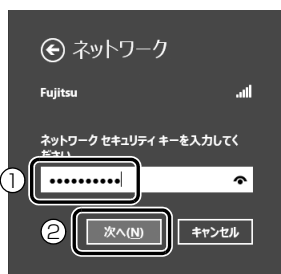 ネットワーク
Fujitsu
ネットワーク セキュリティ キーを入力してく
ださい
①
••••••••••
②
次へ(N)
キャンセル